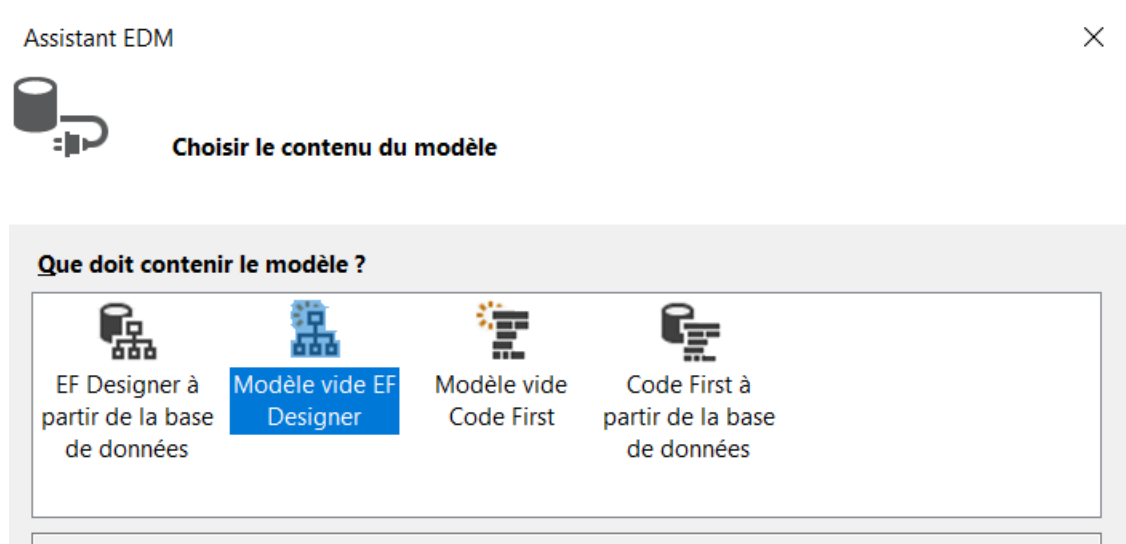 Assistant EDM
Choisir le contenu du modèle
Que doit contenir le modèle ?
EF Designer à
partir de la base
de données
Modèle vide EF
Designer
Modèle vide
Code First
Code First à
partir de la base
de données